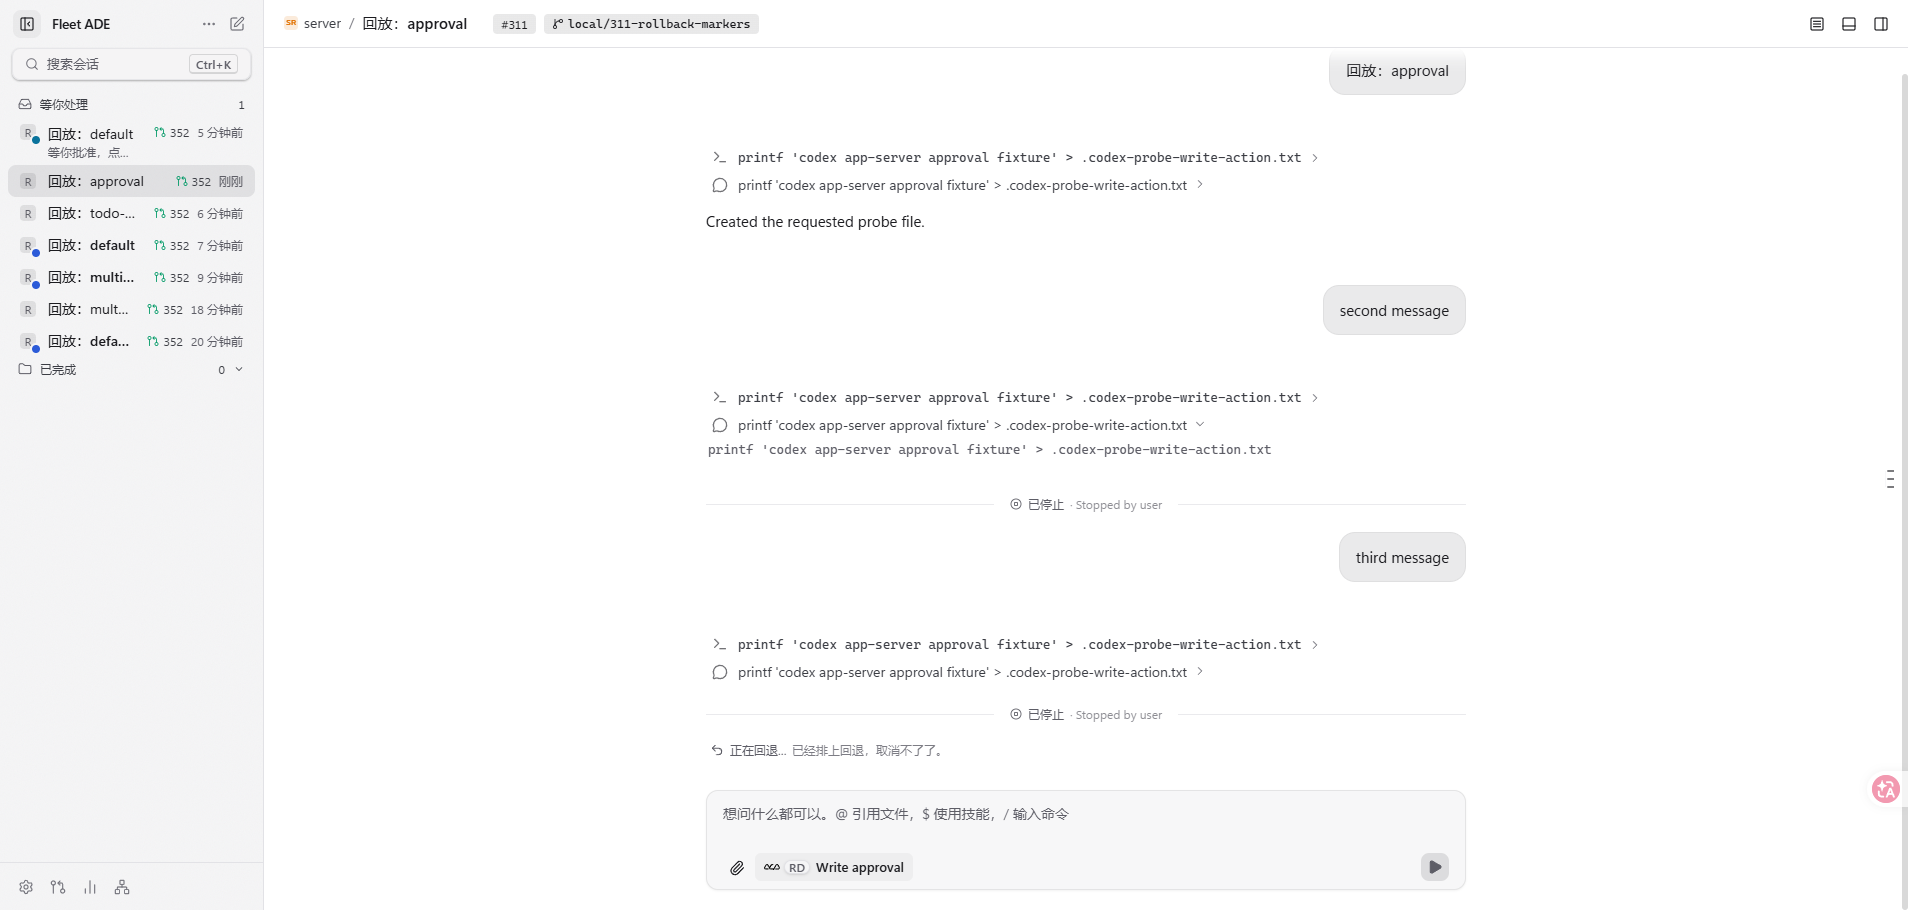 Fleet ADE
搜索会话 Ctrl+K
等你处理 1
R 回放：default 352 5 分钟前
等你批准，点...
R 回放：approval 352 刚刚
R 回放：todo-... 352 6 分钟前
R 回放：default 352 7 分钟前
R 回放：multi... 352 9 分钟前
R 回放：mult... 352 18 分钟前
R 回放：defa... 352 20 分钟前
已完成 0
SR server / 回放：approval #311 local/311-rollback-markers
回放：approval
printf 'codex app-server approval fixture' > .codex-probe-write-action.txt
printf 'codex app-server approval fixture' > .codex-probe-write-action.txt
Created the requested probe file.
second message
printf 'codex app-server approval fixture' > .codex-probe-write-action.txt
printf 'codex app-server approval fixture' > .codex-probe-write-action.txt
printf 'codex app-server approval fixture' > .codex-probe-write-action.txt
已停止 · Stopped by user
third message
printf 'codex app-server approval fixture' > .codex-probe-write-action.txt
printf 'codex app-server approval fixture' > .codex-probe-write-action.txt
已停止 · Stopped by user
正在回退... 已经排上回退，取消不了了。
想问什么都可以。@ 引用文件，$ 使用技能，/ 输入命令
RD Write approval